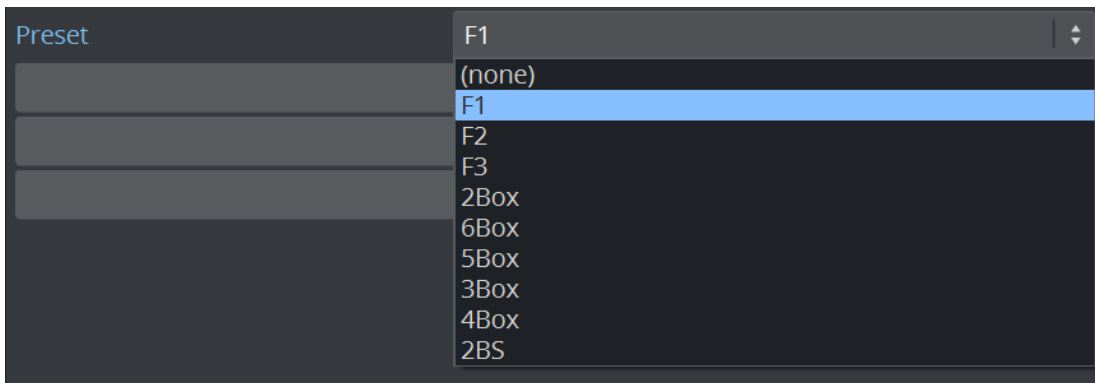 Preset
F1
(none)
F1
F2
F3
2Box
6Box
5Box
3Box
4Box
2BS